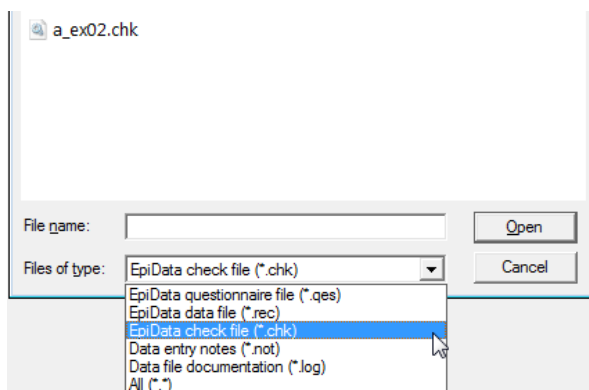 a_ex02.chk
File name:
Open
Files of type: EpiData check file (*.chk)
Cancel
EpiData questionnaire file (*.qes)
EpiData data file (*.rec)
EpiData check file (*.chk)
Data entry notes (*.not)
Data file documentation (*.log)
All (*.*)